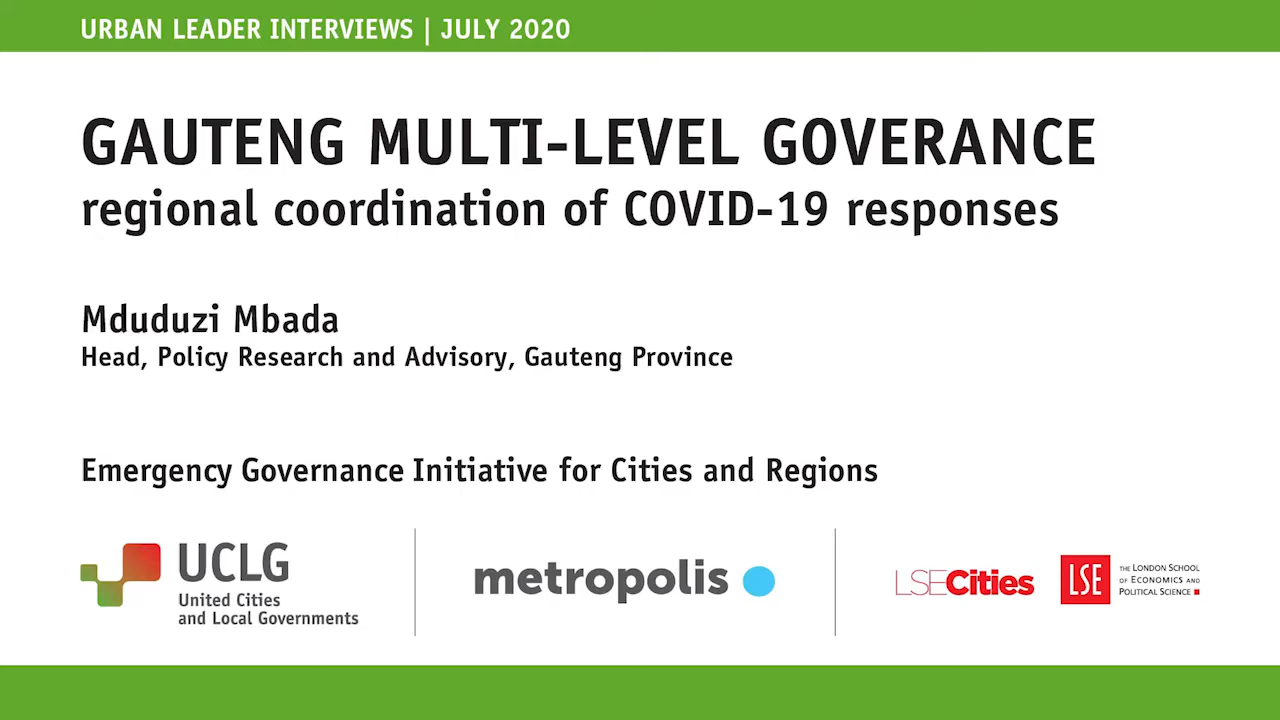 URBAN LEADER INTERVIEWS | JULY 2020
GAUTENG MULTI-LEVEL GOVERANCE
regional coordination of COVID-19 responses
Mduduzi Mbada
Head, Policy Research and Advisory, Gauteng Province
Emergency Governance Initiative for Cities and Regions
UCLG
United Cities
and Local Governments
metropolis
LSECities
LSE
THE LONDON SCHOOL
OF ECONOMICS AND
POLITICAL SCIENCE